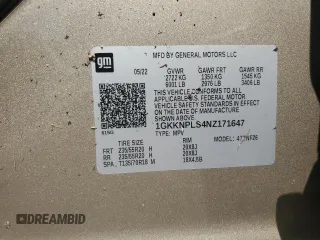 gm
MFD BY GENERAL MOTORS LLC
05/22 GVWR GAWR FRT GAWR RR
2722 KG 1350 KG 1545 KG
6001 LB 2976 LB 3406 LB
THIS VEHICLE CONFORMS TO ALL
APPLICABLE U.S. FEDERAL MOTOR
VEHICLE SAFETY
THEFT PREVENTION STANDARDS IN
EFFECT ON THE DATE OF
MANUFACTURE SHOWN ABOVE.
1GKKNPLS4NZ171647
TYPE: MPV
TIRE SIZE RIM MODEL:
FRT 235/55R20 H 20X8J
RR 235/55R20 H 20X8J
SPA T135/70R18 M 18X4.5B
DREAMBID